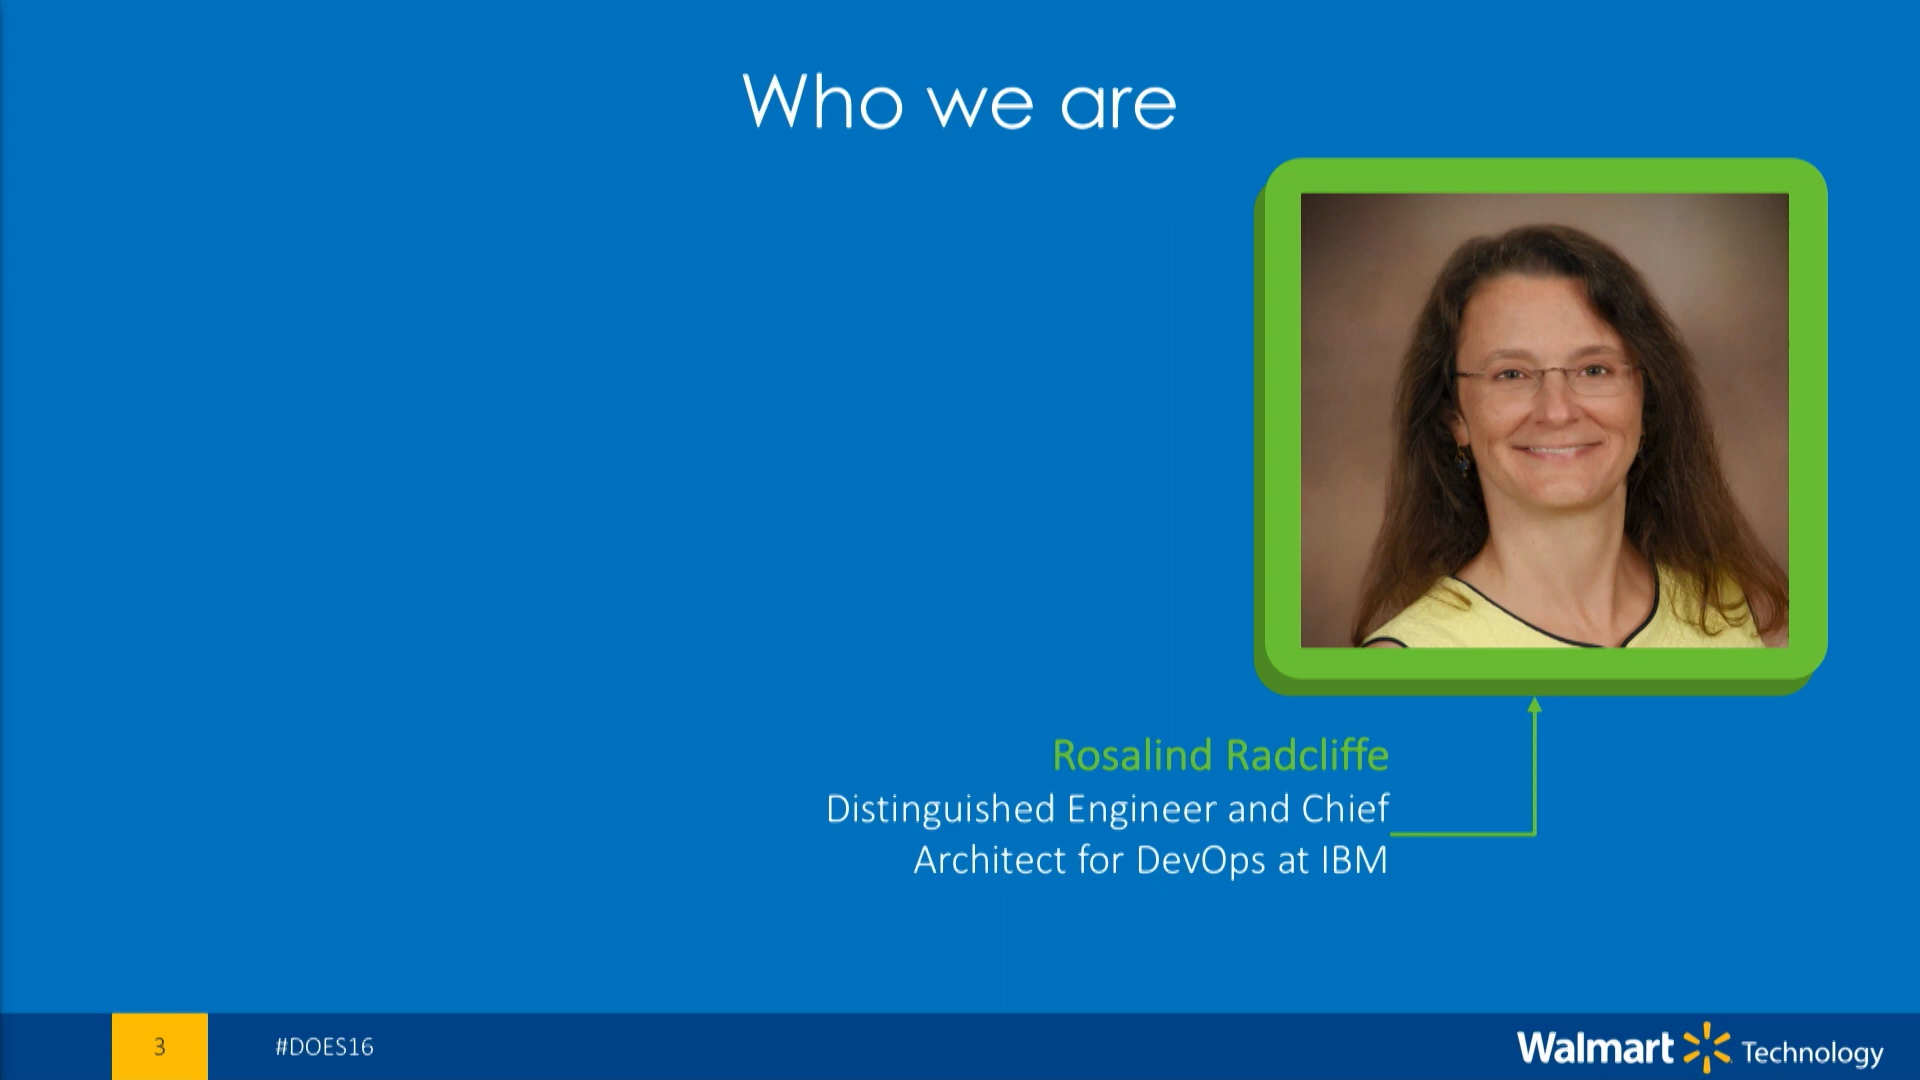 Who we are
Rosalind Radcliffe
Distinguished Engineer and Chief
Architect for DevOps at IBM
3
#DOES16
Walmart Technology